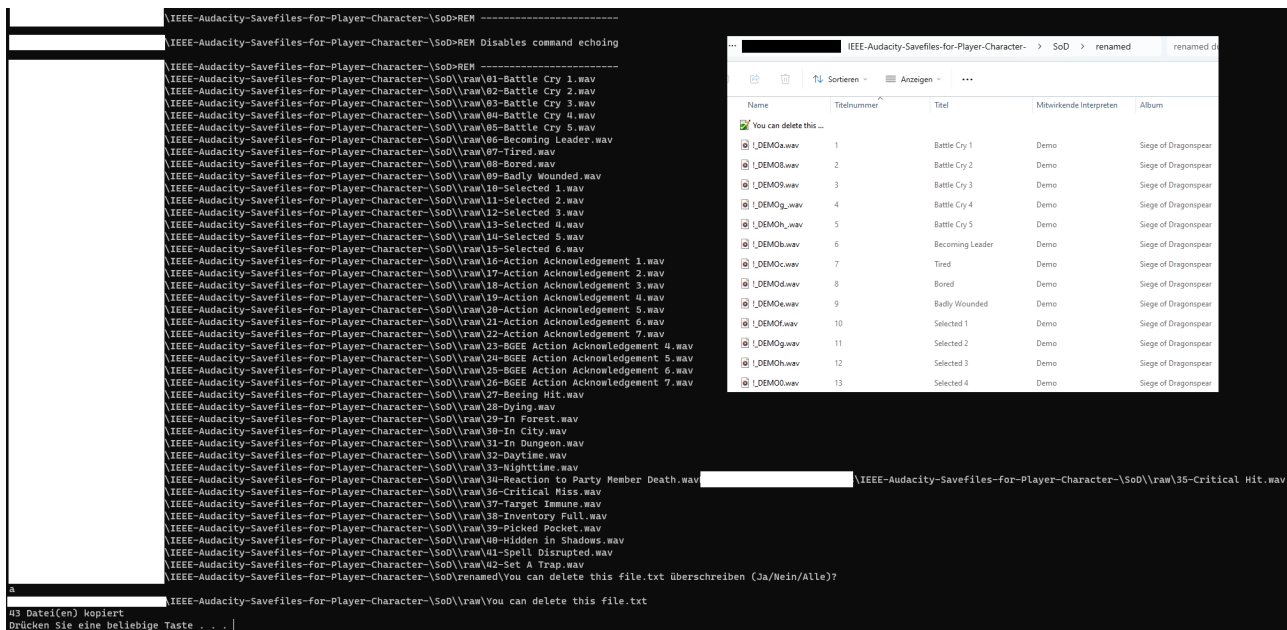 \IEEE-Audacity-Savefiles-for-Player-Character-\SoD>REM ------------------------
\IEEE-Audacity-Savefiles-for-Player-Character-\SoD>REM Disables command echoing
\IEEE-Audacity-Savefiles-for-Player-Character-\SoD>REM ------------------------
\IEEE-Audacity-Savefiles-for-Player-Character-\SoD\\raw\01-Battle Cry 1.wav
\IEEE-Audacity-Savefiles-for-Player-Character-\SoD\\raw\02-Battle Cry 2.wav
\IEEE-Audacity-Savefiles-for-Player-Character-\SoD\\raw\03-Battle Cry 3.wav
\IEEE-Audacity-Savefiles-for-Player-Character-\SoD\\raw\04-Battle Cry 4.wav
\IEEE-Audacity-Savefiles-for-Player-Character-\SoD\\raw\05-Battle Cry 5.wav
\IEEE-Audacity-Savefiles-for-Player-Character-\SoD\\raw\06-Becoming Leader.wav
\IEEE-Audacity-Savefiles-for-Player-Character-\SoD\\raw\07-Tired.wav
\IEEE-Audacity-Savefiles-for-Player-Character-\SoD\\raw\08-Bored.wav
\IEEE-Audacity-Savefiles-for-Player-Character-\SoD\\raw\09-Badly Wounded.wav
\IEEE-Audacity-Savefiles-for-Player-Character-\SoD\\raw\10-Selected 1.wav
\IEEE-Audacity-Savefiles-for-Player-Character-\SoD\\raw\11-Selected 2.wav
\IEEE-Audacity-Savefiles-for-Player-Character-\SoD\\raw\12-Selected 3.wav
\IEEE-Audacity-Savefiles-for-Player-Character-\SoD\\raw\13-Selected 4.wav
\IEEE-Audacity-Savefiles-for-Player-Character-\SoD\\raw\14-Selected 5.wav
\IEEE-Audacity-Savefiles-for-Player-Character-\SoD\\raw\15-Selected 6.wav
\IEEE-Audacity-Savefiles-for-Player-Character-\SoD\\raw\16-Action Acknowledgement 1.wav
\IEEE-Audacity-Savefiles-for-Player-Character-\SoD\\raw\17-Action Acknowledgement 2.wav
\IEEE-Audacity-Savefiles-for-Player-Character-\SoD\\raw\18-Action Acknowledgement 3.wav
\IEEE-Audacity-Savefiles-for-Player-Character-\SoD\\raw\19-Action Acknowledgement 4.wav
\IEEE-Audacity-Savefiles-for-Player-Character-\SoD\\raw\20-Action Acknowledgement 5.wav
\IEEE-Audacity-Savefiles-for-Player-Character-\SoD\\raw\21-Action Acknowledgement 6.wav
\IEEE-Audacity-Savefiles-for-Player-Character-\SoD\\raw\22-Action Acknowledgement 7.wav
\IEEE-Audacity-Savefiles-for-Player-Character-\SoD\\raw\23-BGEE Action Acknowledgement 4.wav
\IEEE-Audacity-Savefiles-for-Player-Character-\SoD\\raw\24-BGEE Action Acknowledgement 5.wav
\IEEE-Audacity-Savefiles-for-Player-Character-\SoD\\raw\25-BGEE Action Acknowledgement 6.wav
\IEEE-Audacity-Savefiles-for-Player-Character-\SoD\\raw\26-BGEE Action Acknowledgement 7.wav
\IEEE-Audacity-Savefiles-for-Player-Character-\SoD\\raw\27-Beeing Hit.wav
\IEEE-Audacity-Savefiles-for-Player-Character-\SoD\\raw\28-Dying.wav
\IEEE-Audacity-Savefiles-for-Player-Character-\SoD\\raw\29-In Forest.wav
\IEEE-Audacity-Savefiles-for-Player-Character-\SoD\\raw\30-In City.wav
\IEEE-Audacity-Savefiles-for-Player-Character-\SoD\\raw\31-In Dungeon.wav
\IEEE-Audacity-Savefiles-for-Player-Character-\SoD\\raw\32-Daytime.wav
\IEEE-Audacity-Savefiles-for-Player-Character-\SoD\\raw\33-Nighttime.wav
\IEEE-Audacity-Savefiles-for-Player-Character-\SoD\\raw\34-Reaction to Party Member Death.wav \IEEE-Audacity-Savefiles-for-Player-Character-\SoD\\raw\35-Critical Hit.wav
\IEEE-Audacity-Savefiles-for-Player-Character-\SoD\\raw\36-Critical Miss.wav
\IEEE-Audacity-Savefiles-for-Player-Character-\SoD\\raw\37-Target Immune.wav
\IEEE-Audacity-Savefiles-for-Player-Character-\SoD\\raw\38-Inventory Full.wav
\IEEE-Audacity-Savefiles-for-Player-Character-\SoD\\raw\39-Picked Pocket.wav
\IEEE-Audacity-Savefiles-for-Player-Character-\SoD\\raw\40-Hidden in Shadows.wav
\IEEE-Audacity-Savefiles-for-Player-Character-\SoD\\raw\41-Spell Disrupted.wav
\IEEE-Audacity-Savefiles-for-Player-Character-\SoD\\raw\42-Set A Trap.wav
\IEEE-Audacity-Savefiles-for-Player-Character-\SoD\renamed\You can delete this file.txt überschreiben (Ja/Nein/Alle)?
a
\IEEE-Audacity-Savefiles-for-Player-Character-\SoD\\raw\You can delete this file.txt
43 Datei(en) kopiert
Drücken Sie eine beliebige Taste . . .
... IEEE-Audacity-Savefiles-for-Player-Character- > SoD > renamed renamed du
Sortieren Anzeigen ...
Name Titelnummer Titel Mitwirkende Interpreten Album
You can delete this ...
!_DEMOa.wav 1 Battle Cry 1 Demo Siege of Dragonspear
!_DEMO8.wav 2 Battle Cry 2 Demo Siege of Dragonspear
!_DEMO9.wav 3 Battle Cry 3 Demo Siege of Dragonspear
!_DEMOg_.wav 4 Battle Cry 4 Demo Siege of Dragonspear
!_DEMOh_.wav 5 Battle Cry 5 Demo Siege of Dragonspear
!_DEMOb.wav 6 Becoming Leader Demo Siege of Dragonspear
!_DEMOc.wav 7 Tired Demo Siege of Dragonspear
!_DEMOd.wav 8 Bored Demo Siege of Dragonspear
!_DEMOe.wav 9 Badly Wounded Demo Siege of Dragonspear
!_DEMOf.wav 10 Selected 1 Demo Siege of Dragonspear
!_DEMOg.wav 11 Selected 2 Demo Siege of Dragonspear
!_DEMOh.wav 12 Selected 3 Demo Siege of Dragonspear
!_DEMO0.wav 13 Selected 4 Demo Siege of Dragonspear